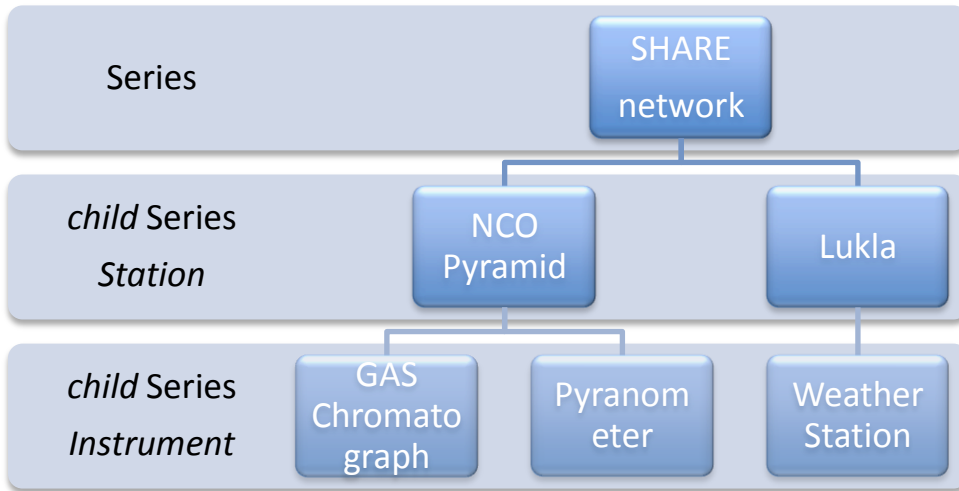 Series
SHARE
network
child Series
Station
NCO
Pyramid
Lukla
child Series
Instrument
GAS
Chromato
graph
Pyranom
eter
Weather
Station